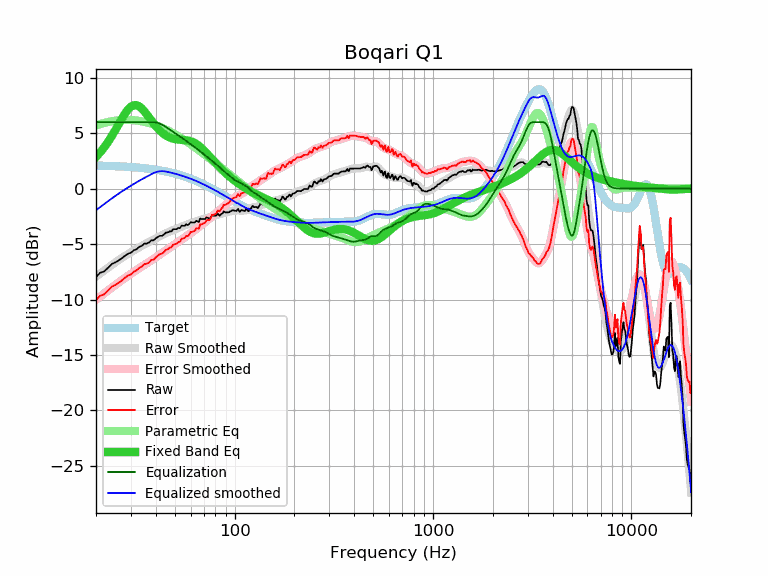 Boqari Q1
10
5
0
−5
−10
−15
−20
−25
Amplitude (dBr)
Target
Raw Smoothed
Error Smoothed
Raw
Error
Parametric Eq
Fixed Band Eq
Equalization
Equalized smoothed
100 1000 10000
Frequency (Hz)